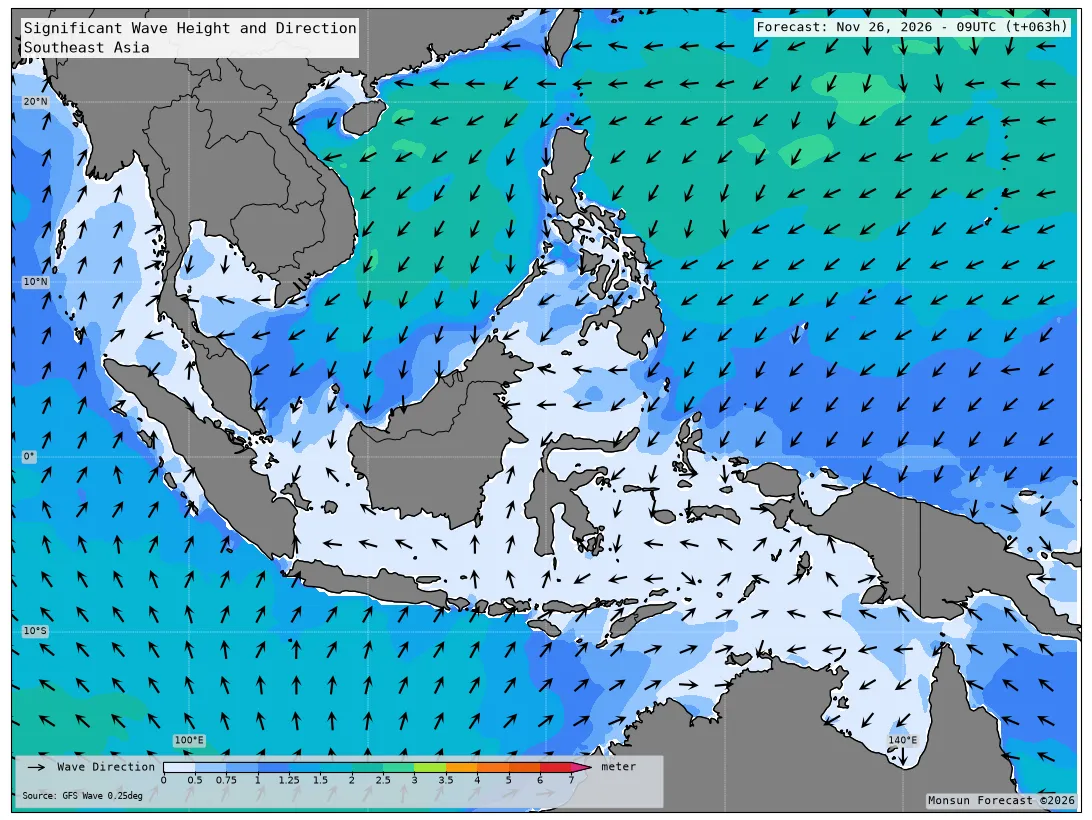 Significant Wave Height and Direction
Southeast Asia
Forecast: Nov 26, 2026 - 09UTC (t+063h)
20°N
10°N
0°
10°S
100°E
140°E
Wave Direction
meter
0 0.5 0.75 1 1.25 1.5 2 2.5 3 3.5 4 5 6 7
Source: GFS Wave 0.25deg
Monsun Forecast ©2026